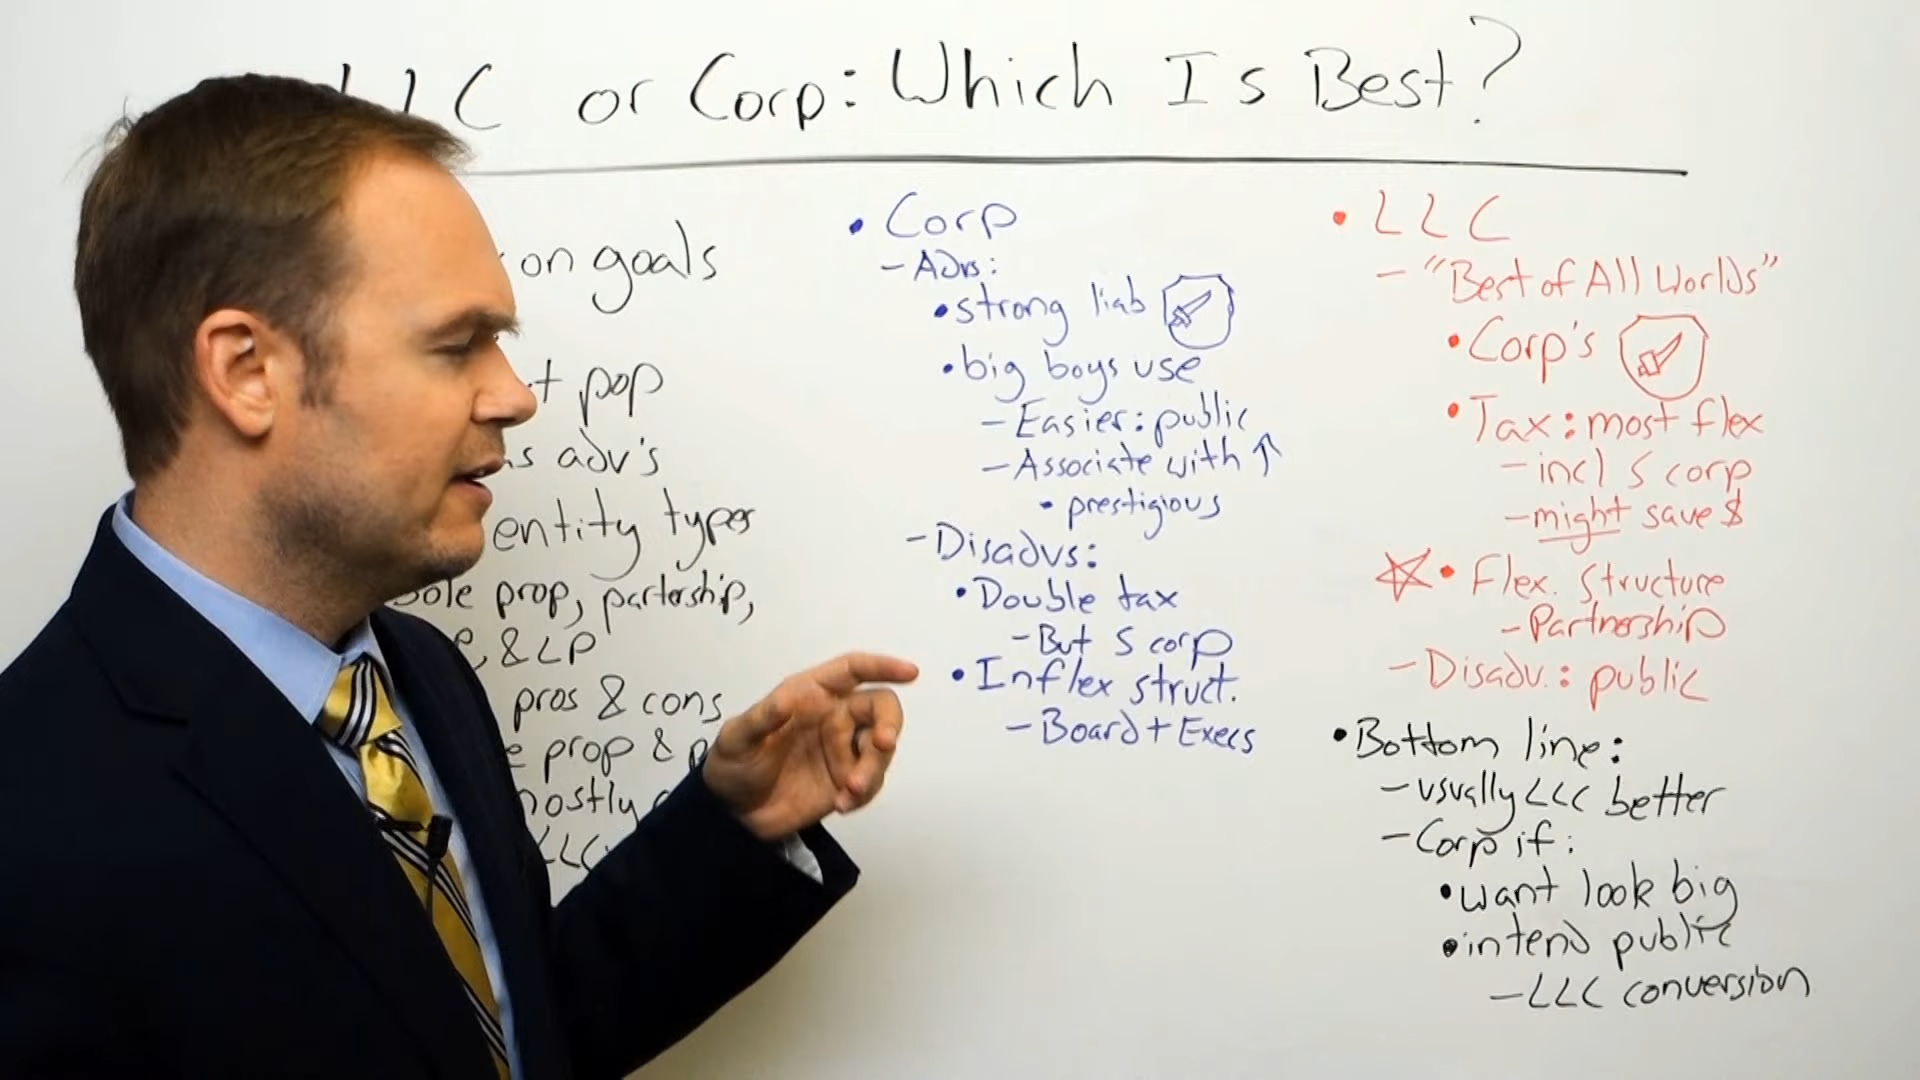 LLC or Corp: Which Is Best?
on goals
pop
adv's
entity types
sole prop, partership,
& LP
pros & cons
prop &
mostly
LLC
• Corp
- Advs:
• strong liab
• big boys use
- Easier: public
- Associate with ↑
• prestigious
- Disadvs:
• Double tax
- But S corp
• Inflex struct.
- Board + Execs
• LLC
- "Best of All Worlds"
• Corp's
• Tax: most flex
- incl S corp
- might save $
• Flex. Structure
- Partnership
- Disadv.: public
• Bottom line:
- usually LLC better
- Corp if:
• want look big
• intend public
- LLC conversion